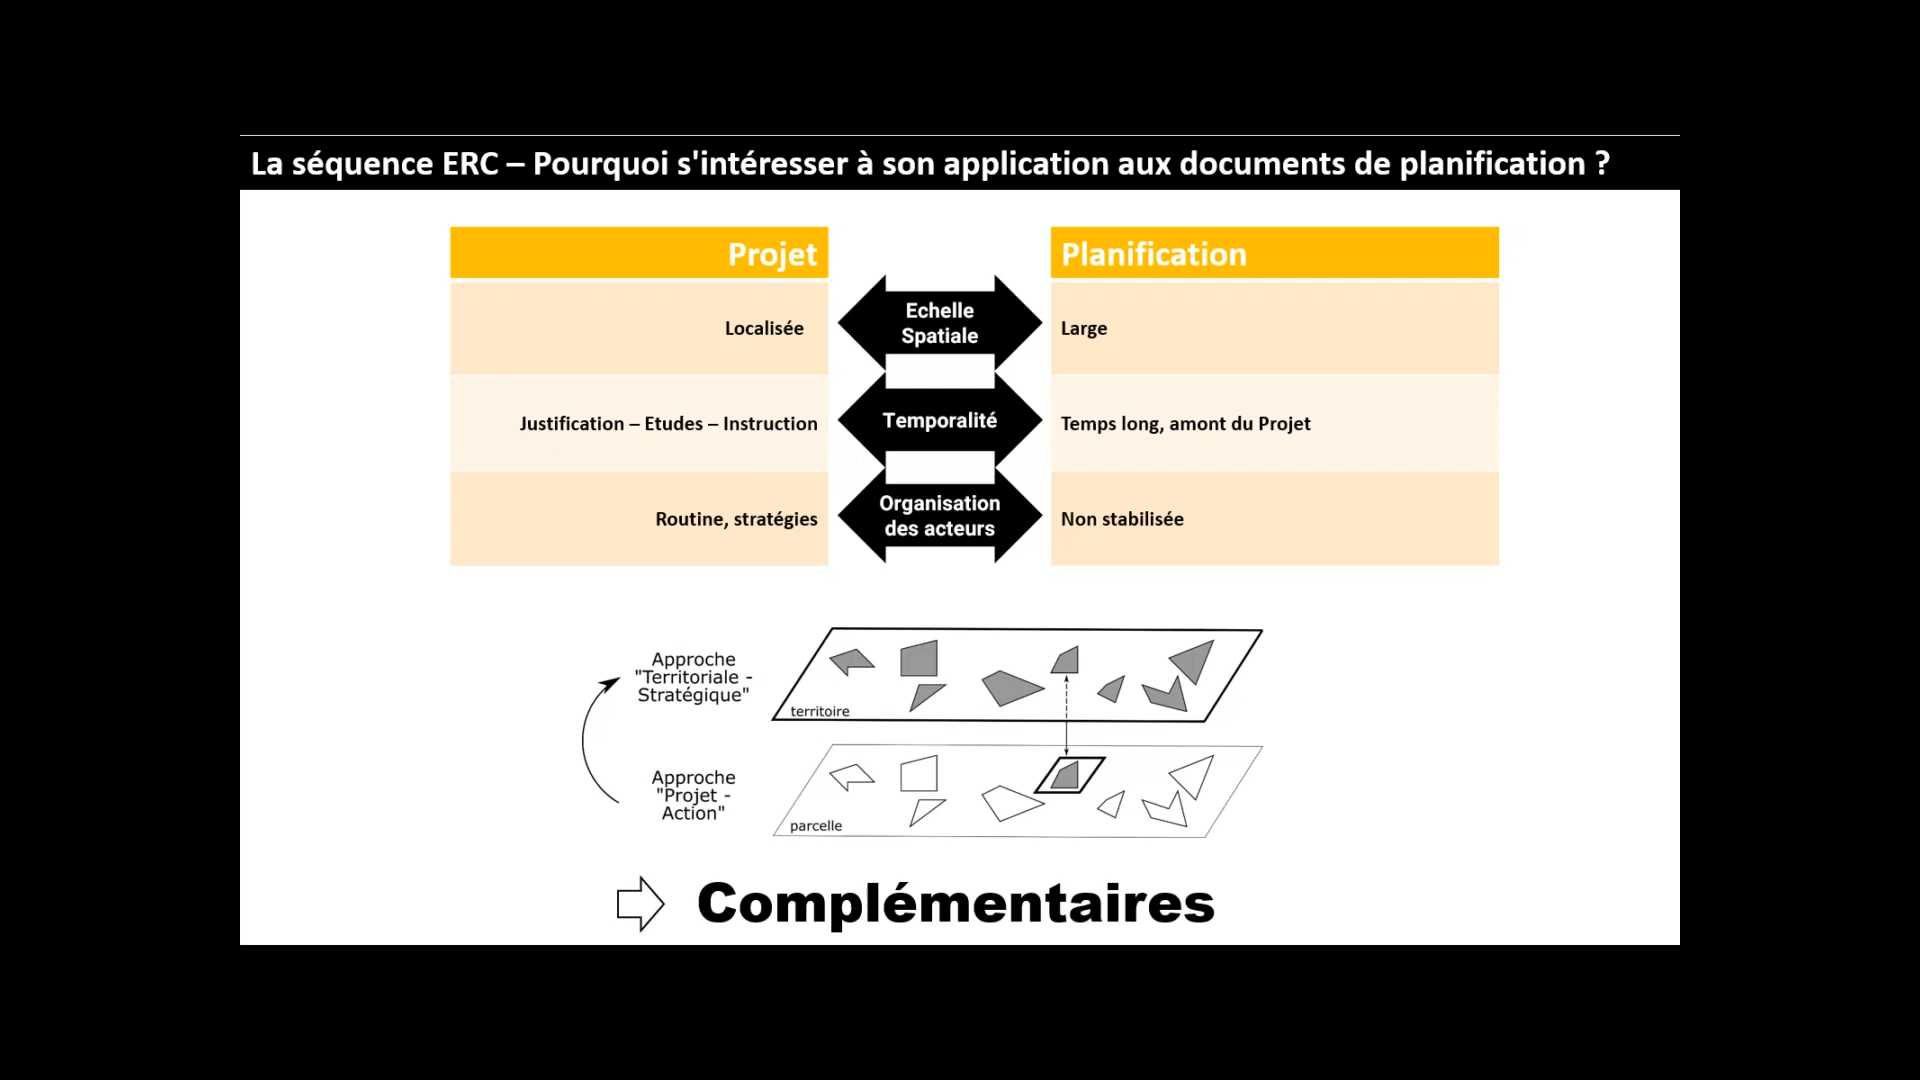 La séquence ERC – Pourquoi s'intéresser à son application aux documents de planification ?
Projet
Planification
Localisée
Echelle
Spatiale
Large
Justification – Etudes – Instruction
Temporalité
Temps long, amont du Projet
Routine, stratégies
Organisation
des acteurs
Non stabilisée
Approche
"Territoriale -
Stratégique"
territoire
Approche
"Projet -
Action"
parcelle
Complémentaires